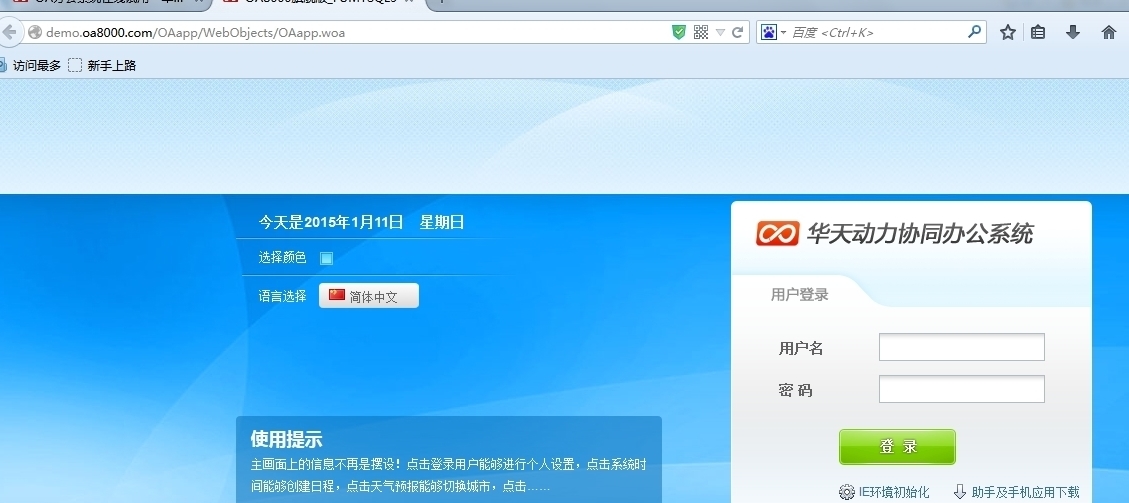 demo.oa8000.com/OAapp/WebObjects/OAapp.woa
百度 <Ctrl+K>
访问最多 新手上路
今天是2015年1月11日 星期日
选择颜色
语言选择 简体中文
华天动力协同办公系统
用户登录
用户名
密 码
登 录
IE环境初始化 助手及手机应用下载
使用提示
主画面上的信息不再是摆设！点击登录用户能够进行个人设置，点击系统时
间能够创建日程，点击天气预报能够切换城市，点击......